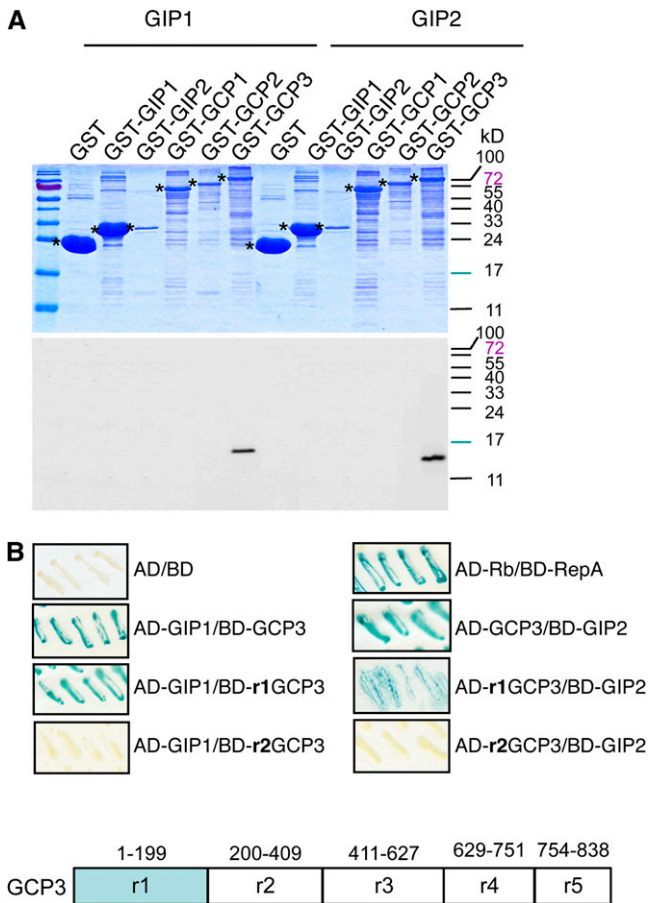 A
GIP1 GIP2
GST GST-GIP1 GST-GIP2 GST-GCP1 GST-GCP2 GST-GCP3 GST GST-GIP1 GST-GIP2 GST-GCP1 GST-GCP2 GST-GCP3
kD
100
72
55
40
33
24
17
11
100
72
55
40
33
24
17
11
B
AD/BD
AD-Rb/BD-RepA
AD-GIP1/BD-GCP3
AD-GCP3/BD-GIP2
AD-GIP1/BD-r1GCP3
AD-r1GCP3/BD-GIP2
AD-GIP1/BD-r2GCP3
AD-r2GCP3/BD-GIP2
1-199 200-409 411-627 629-751 754-838
GCP3 r1 r2 r3 r4 r5